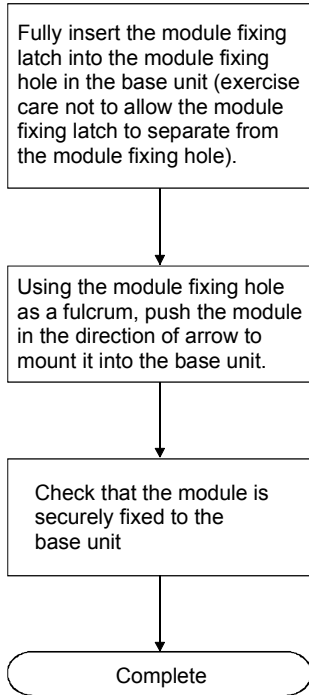 Fully insert the module fixing
latch into the module fixing
hole in the base unit (exercise
care not to allow the module
fixing latch to separate from
the module fixing hole).
Using the module fixing hole
as a fulcrum, push the module
in the direction of arrow to
mount it into the base unit.
Check that the module is
securely fixed to the
base unit
Complete